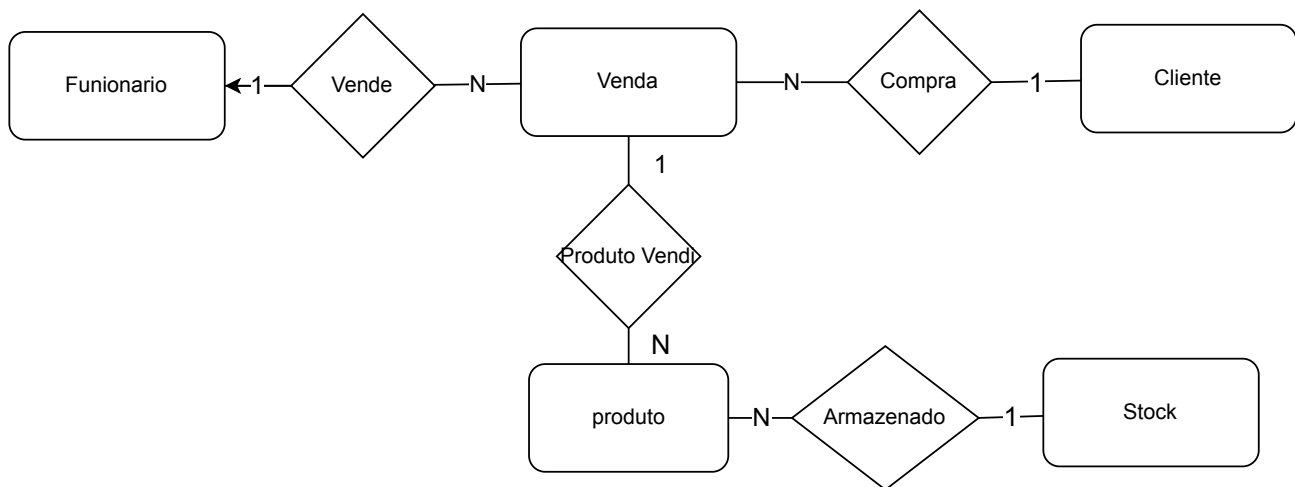 Funionario
1
Vende
N
Venda
N
Compra
1
Cliente
1
Produto Vendi
N
produto
N
Armazenado
1
Stock